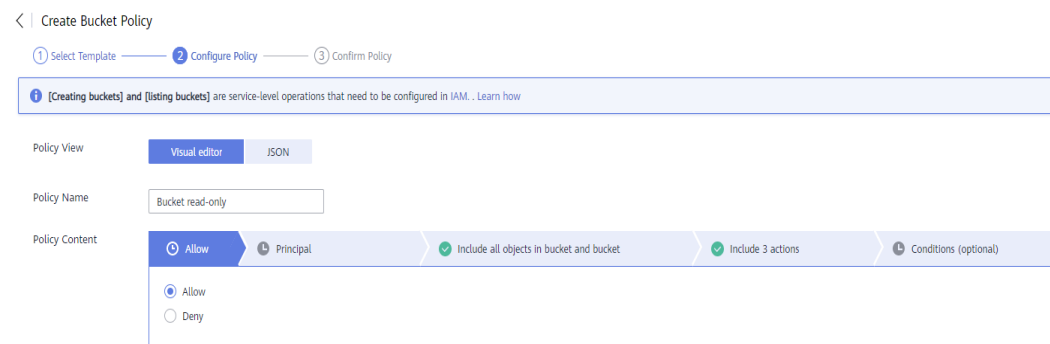 Create Bucket Policy
1 Select Template 2 Configure Policy 3 Confirm Policy
[Creating buckets] and [listing buckets] are service-level operations that need to be configured in IAM. . Learn how
Policy View Visual editor JSON
Policy Name Bucket read-only
Policy Content Allow Principal Include all objects in bucket and bucket Include 3 actions Conditions (optional)
Allow
Deny